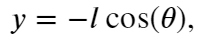 y = −l cos(θ),